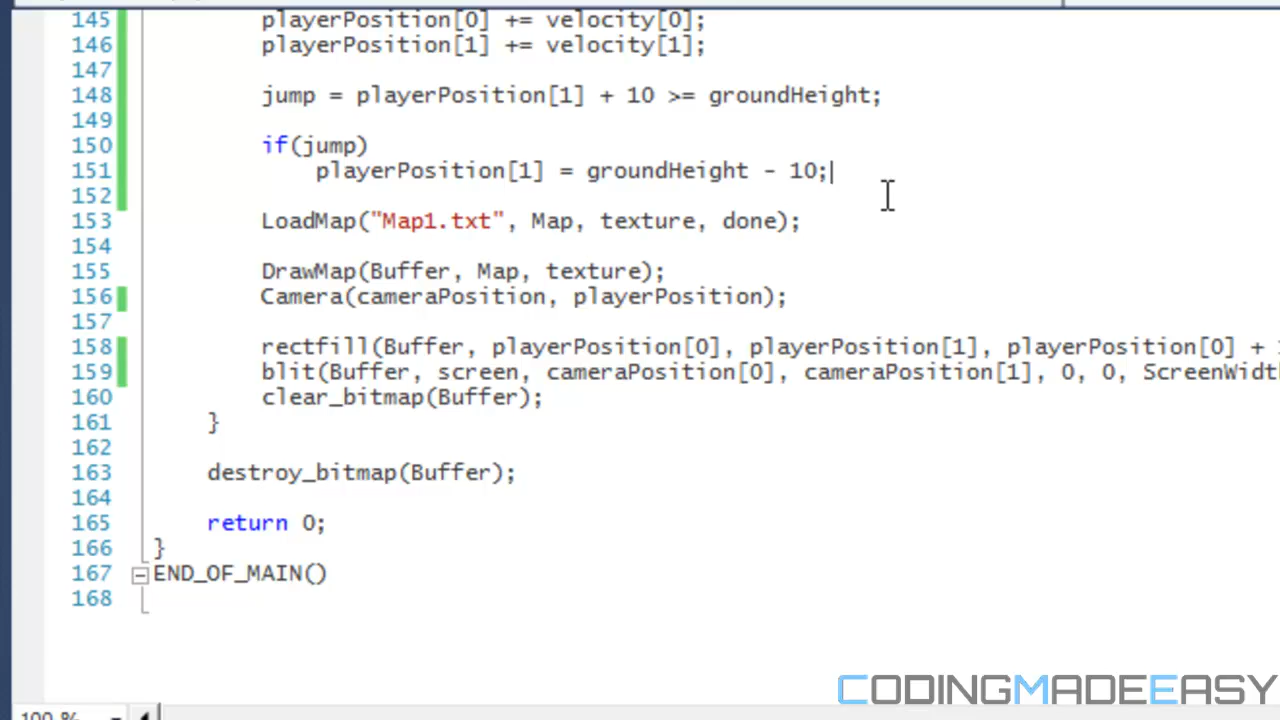 145 playerPosition[0] += velocity[0];
146 playerPosition[1] += velocity[1];
147
148 jump = playerPosition[1] + 10 >= groundHeight;
149
150 if(jump)
151 playerPosition[1] = groundHeight - 10;
152
153 LoadMap("Map1.txt", Map, texture, done);
154
155 DrawMap(Buffer, Map, texture);
156 Camera(cameraPosition, playerPosition);
157
158 rectfill(Buffer, playerPosition[0], playerPosition[1], playerPosition[0] +
159 blit(Buffer, screen, cameraPosition[0], cameraPosition[1], 0, 0, ScreenWidth
160 clear_bitmap(Buffer);
161 }
162
163 destroy_bitmap(Buffer);
164
165 return 0;
166 }
167 END_OF_MAIN()
168
CODINGMADEEASY
100 %